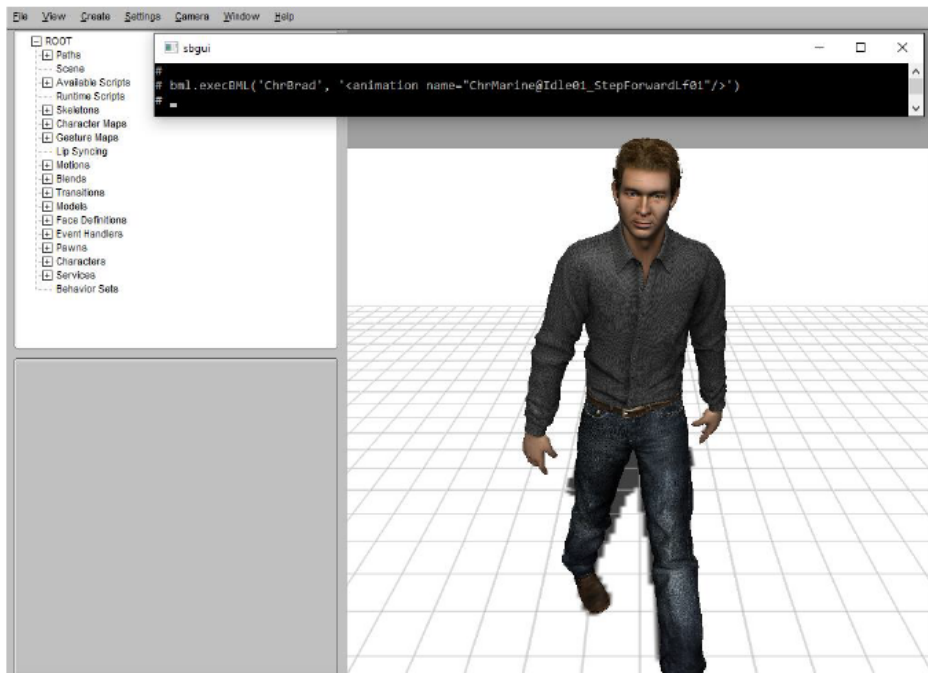 File View Create Settings Camera Window Help
ROOT
Paths
Scene
Available Scripts
Runtime Scripts
Skeletons
Character Maps
Gesture Maps
Lip Syncing
Motions
Blends
Transitions
Models
Face Definitions
Event Handlers
Pawns
Characters
Services
Behavior Sets
sbgui
#
# bml.execBML('ChrBrad', '<animation name="ChrMarine@Idle01_StepForwardLf01"/>')
#